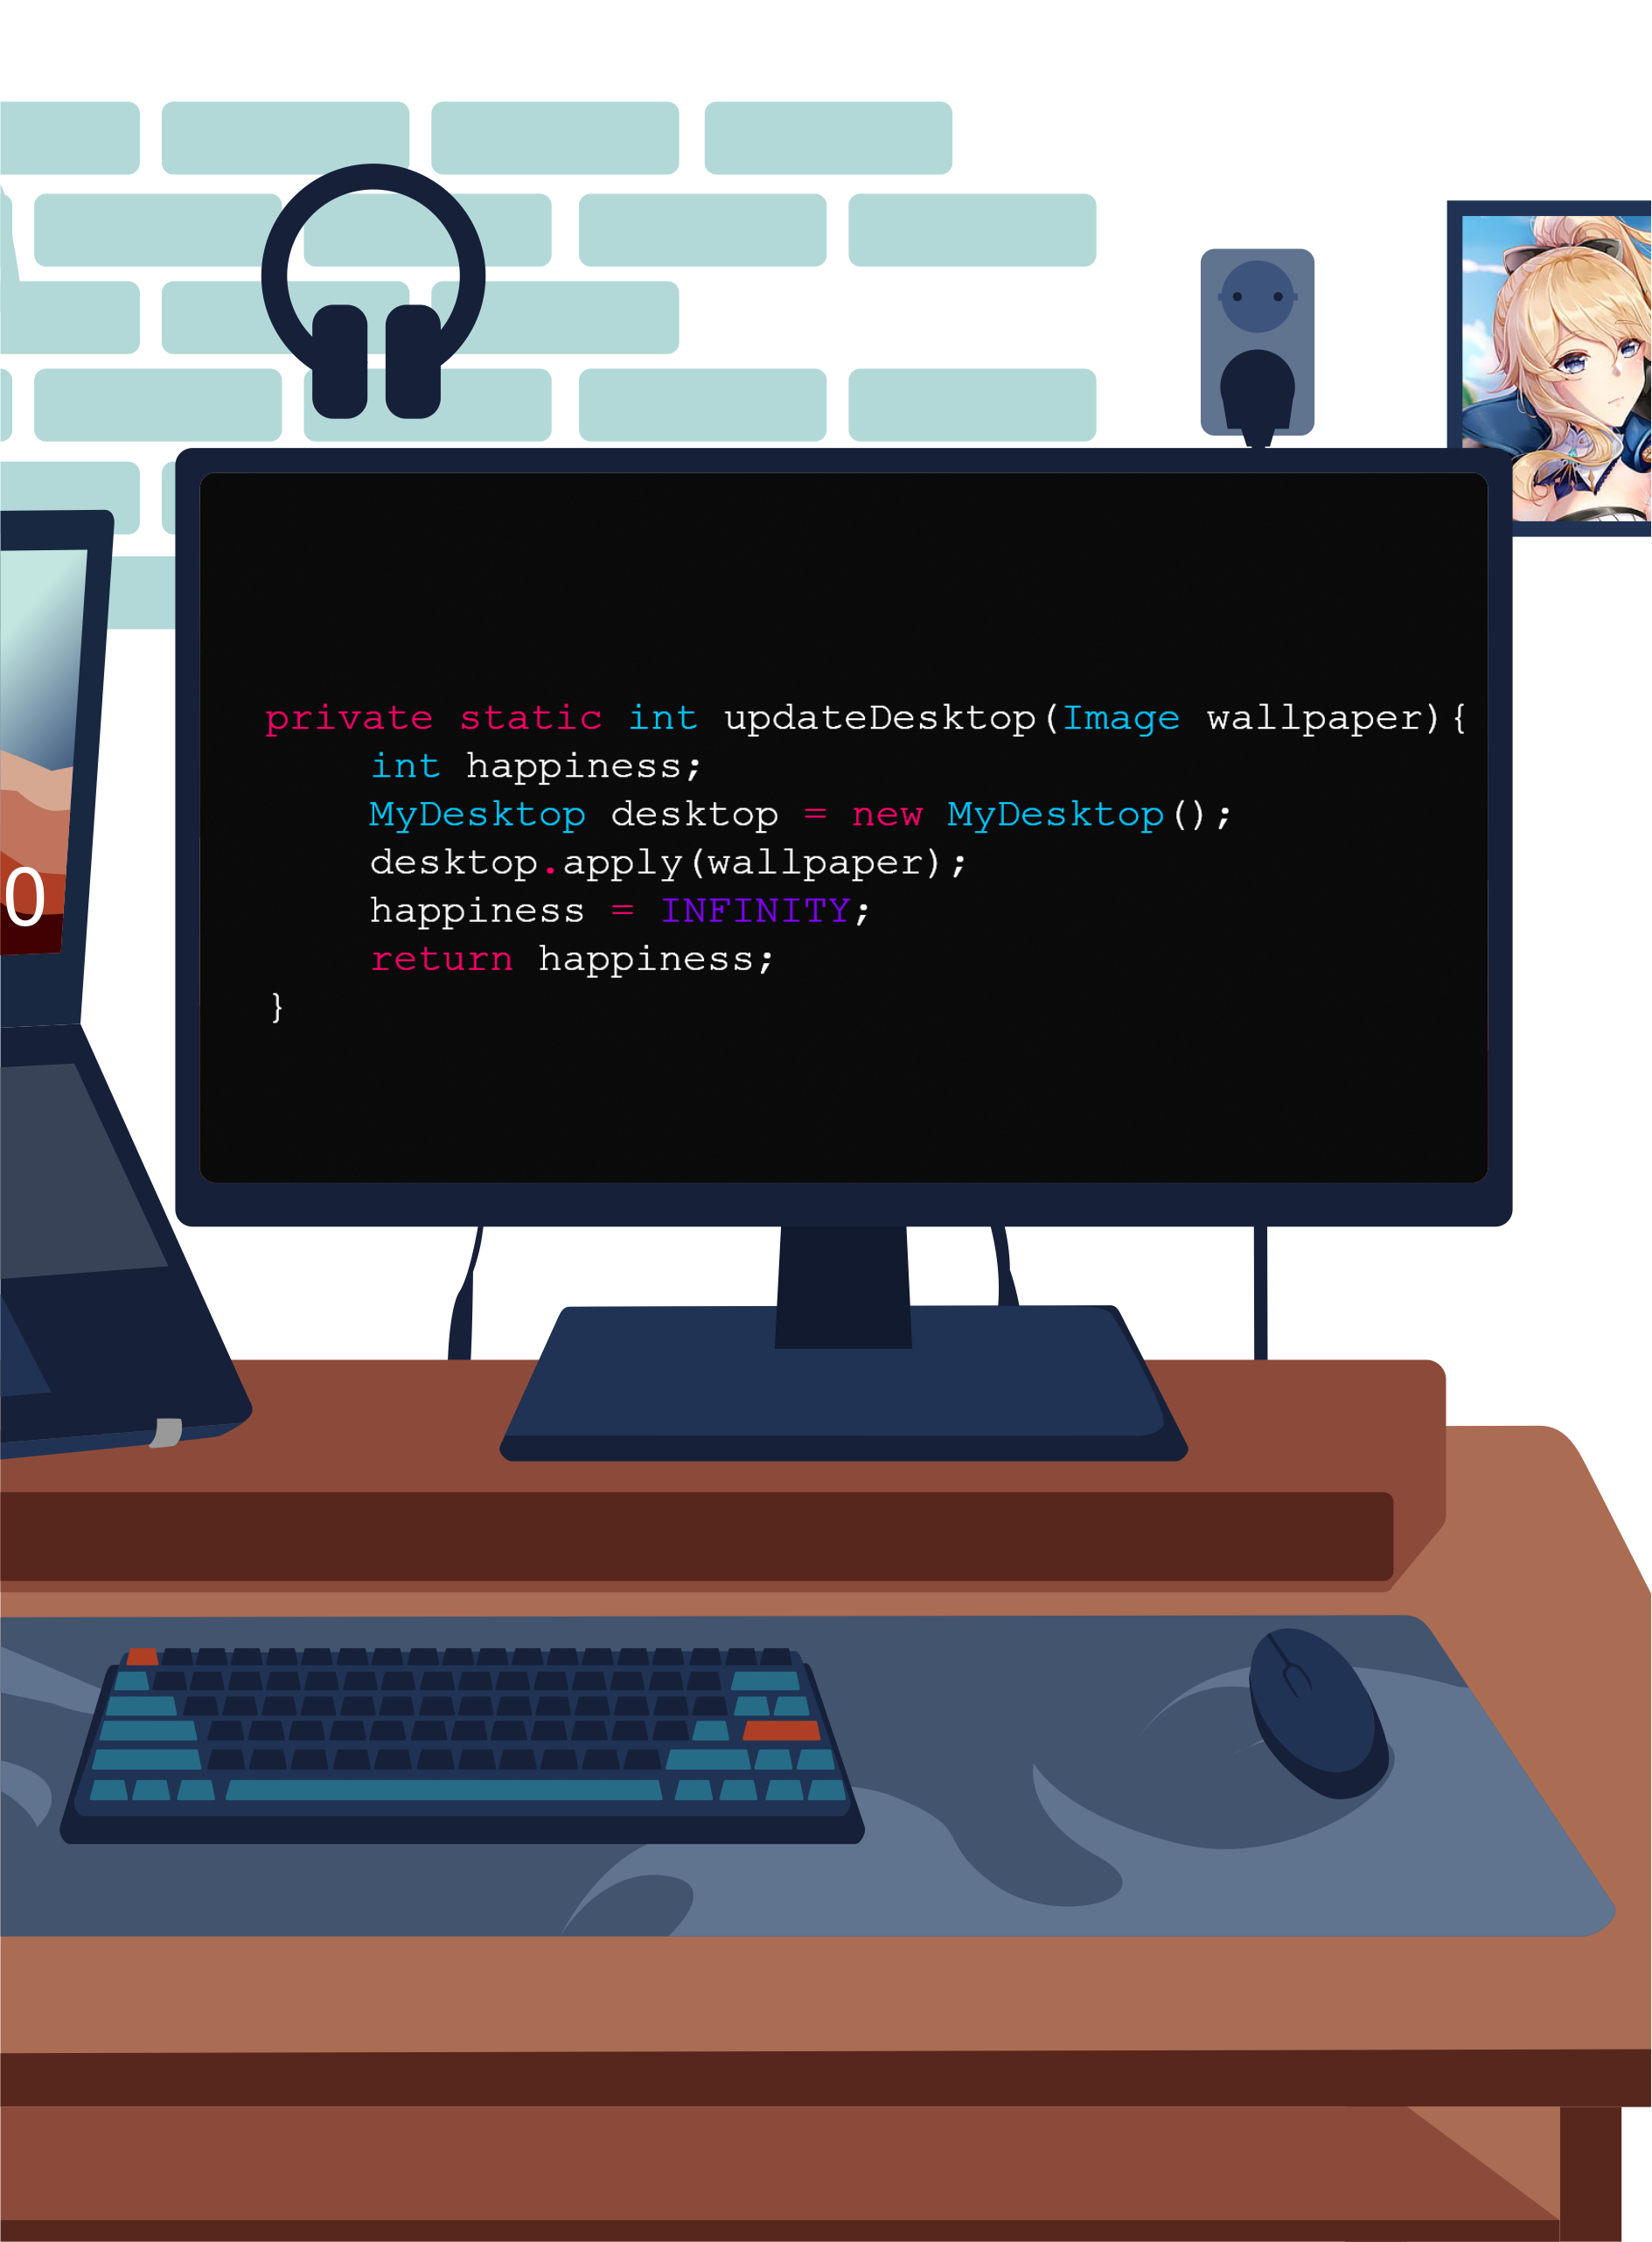 private static int updateDesktop(Image wallpaper){
int happiness;
MyDesktop desktop = new MyDesktop();
desktop.apply(wallpaper);
happiness = INFINITY;
return happiness;
}
0